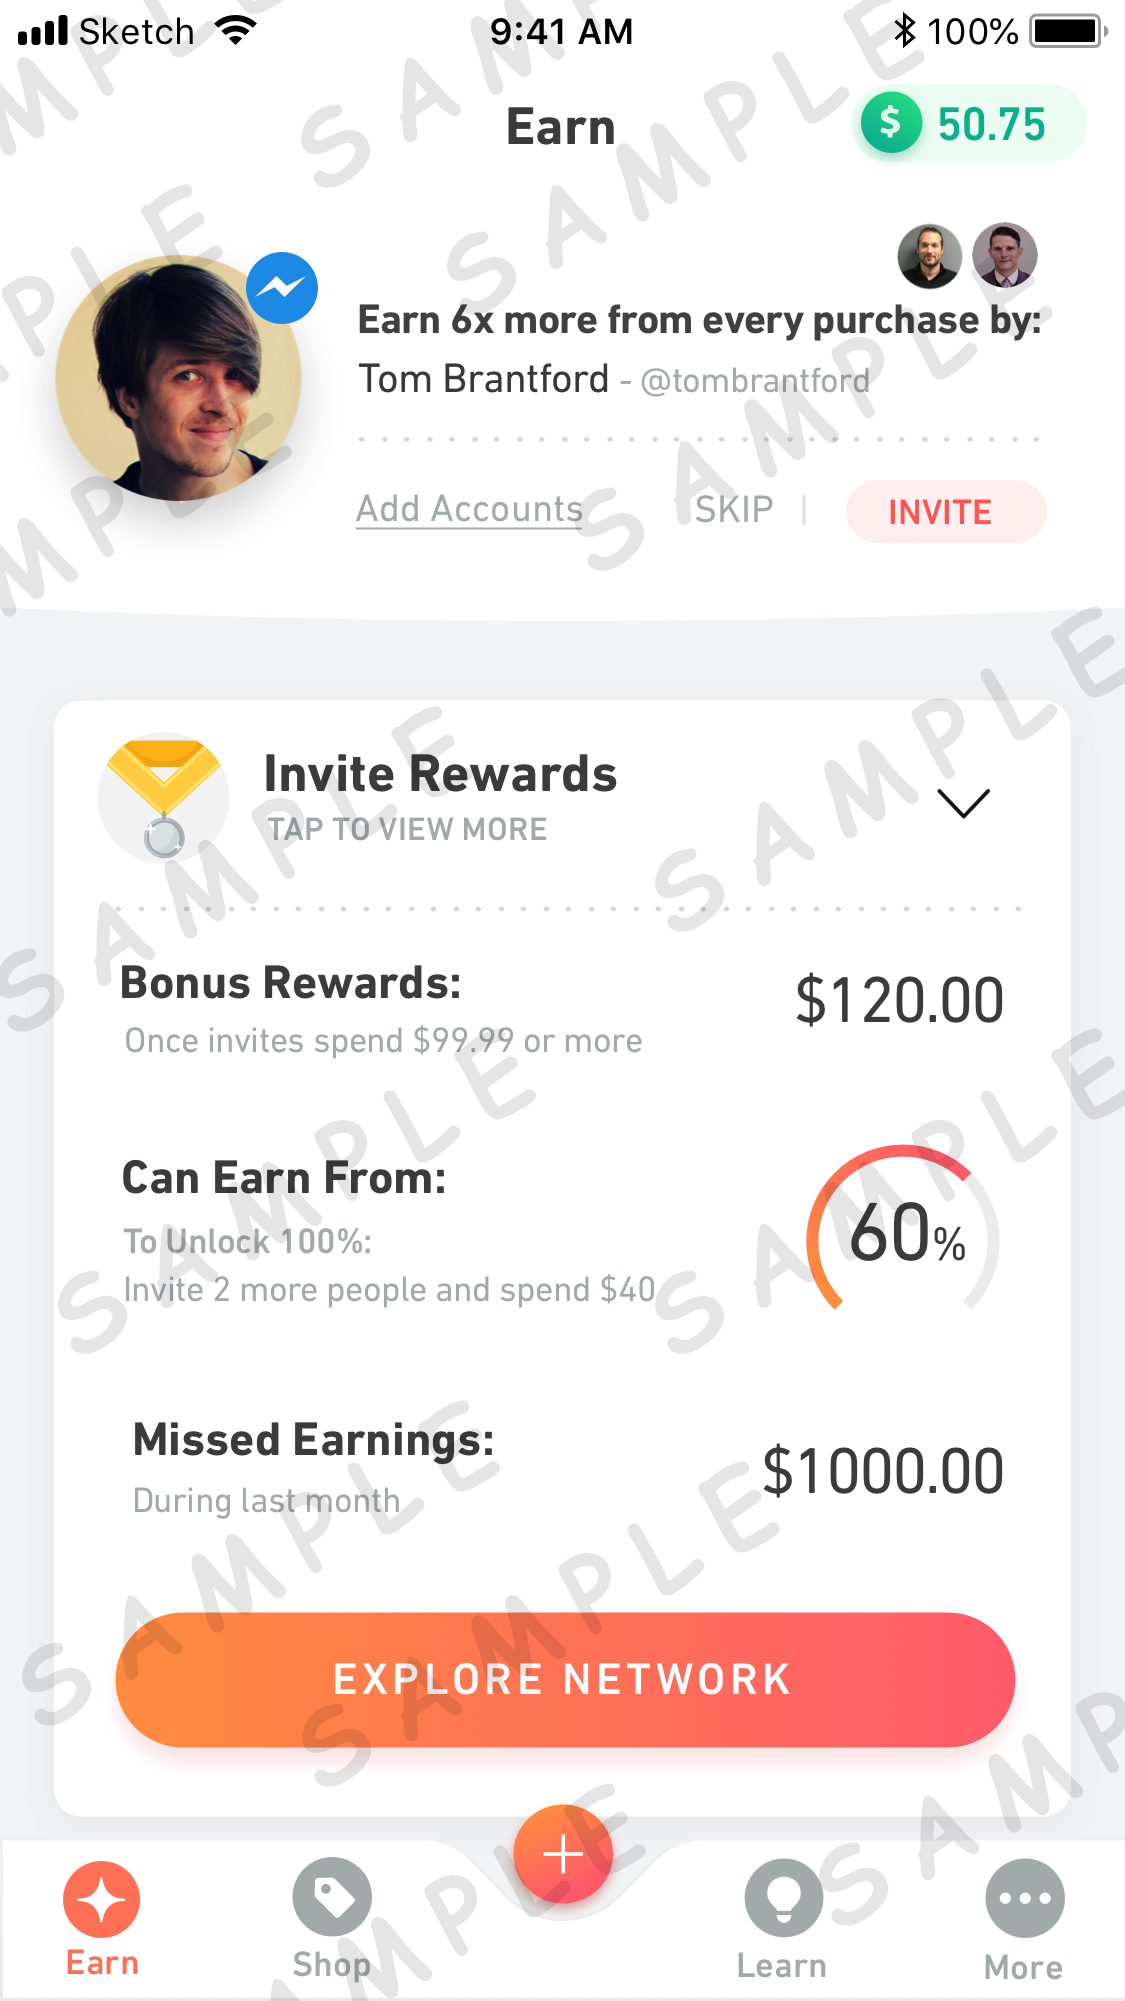 Sketch 9:41 AM 100%
Earn
$ 50.75
Earn 6x more from every purchase by:
Tom Brantford - @tombrantford
Add Accounts SKIP | INVITE
Invite Rewards
TAP TO VIEW MORE
Bonus Rewards:
$120.00
Once invites spend $99.99 or more
Can Earn From:
To Unlock 100%:
60%
Invite 2 more people and spend $40
Missed Earnings:
$1000.00
During last month
EXPLORE NETWORK
Earn Shop Learn More
SAMPLE
SAMPLE
SAMPLE
SAMPLE
SAMPLE
SAMPLE
SAMPLE
SAMPLE
SAMPLE
SAMPLE